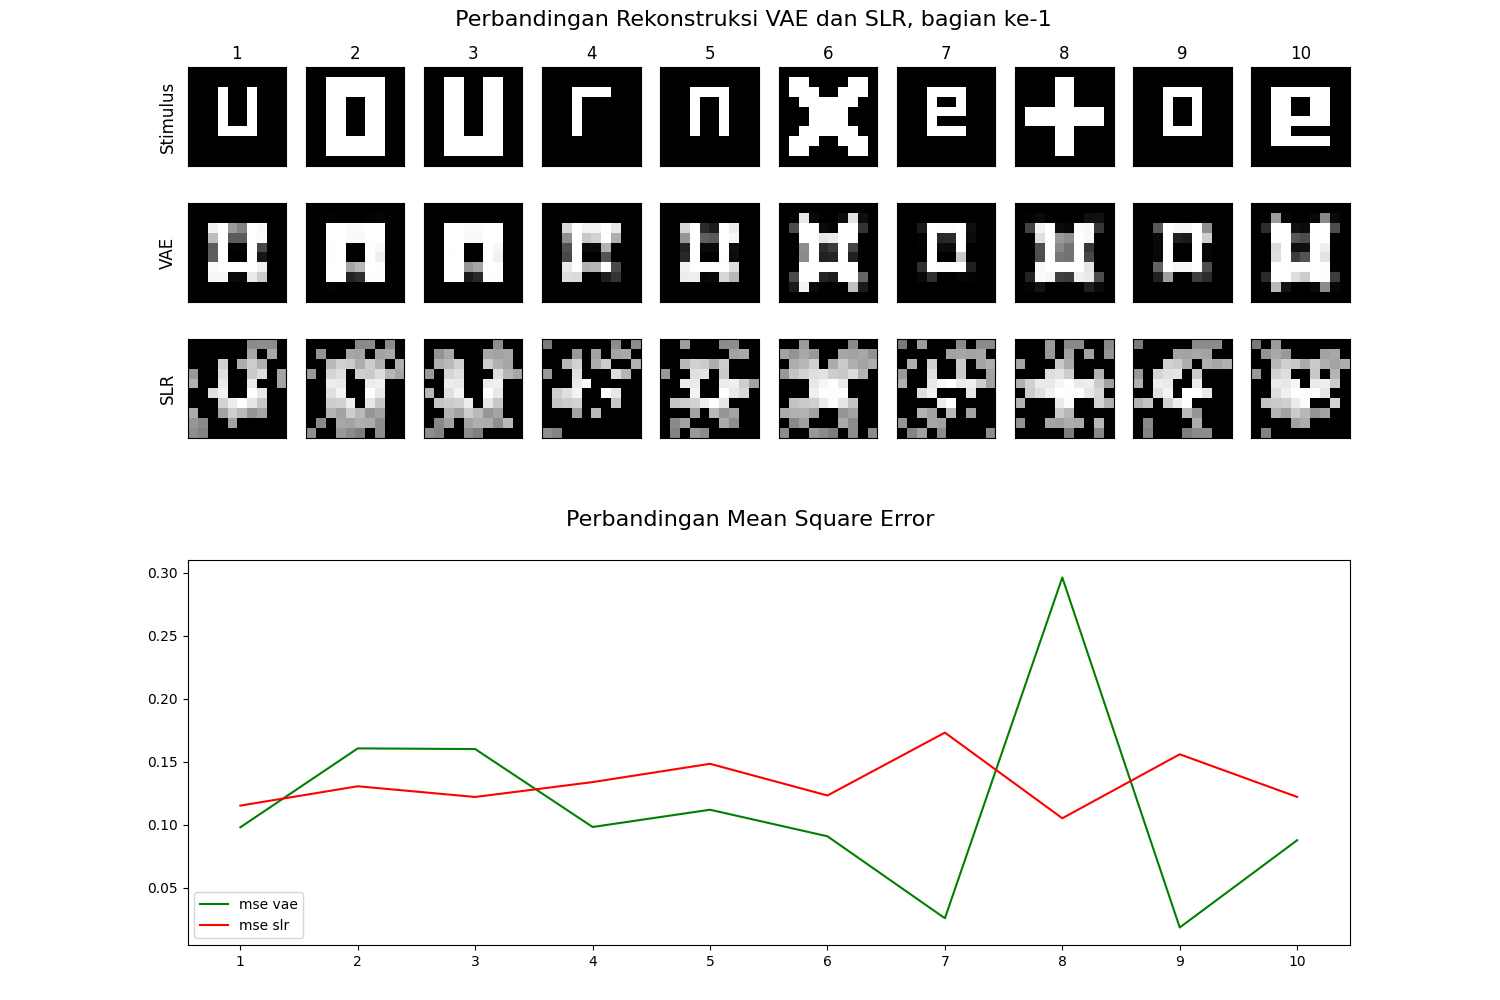 Perbandingan Rekonstruksi VAE dan SLR, bagian ke-1
1 2 3 4 5 6 7 8 9 10
Stimulus
u o u r n x e + o e
VAE
SLR
Perbandingan Mean Square Error
0.30
0.25
0.20
0.15
0.10
0.05
mse vae
mse slr
1 2 3 4 5 6 7 8 9 10